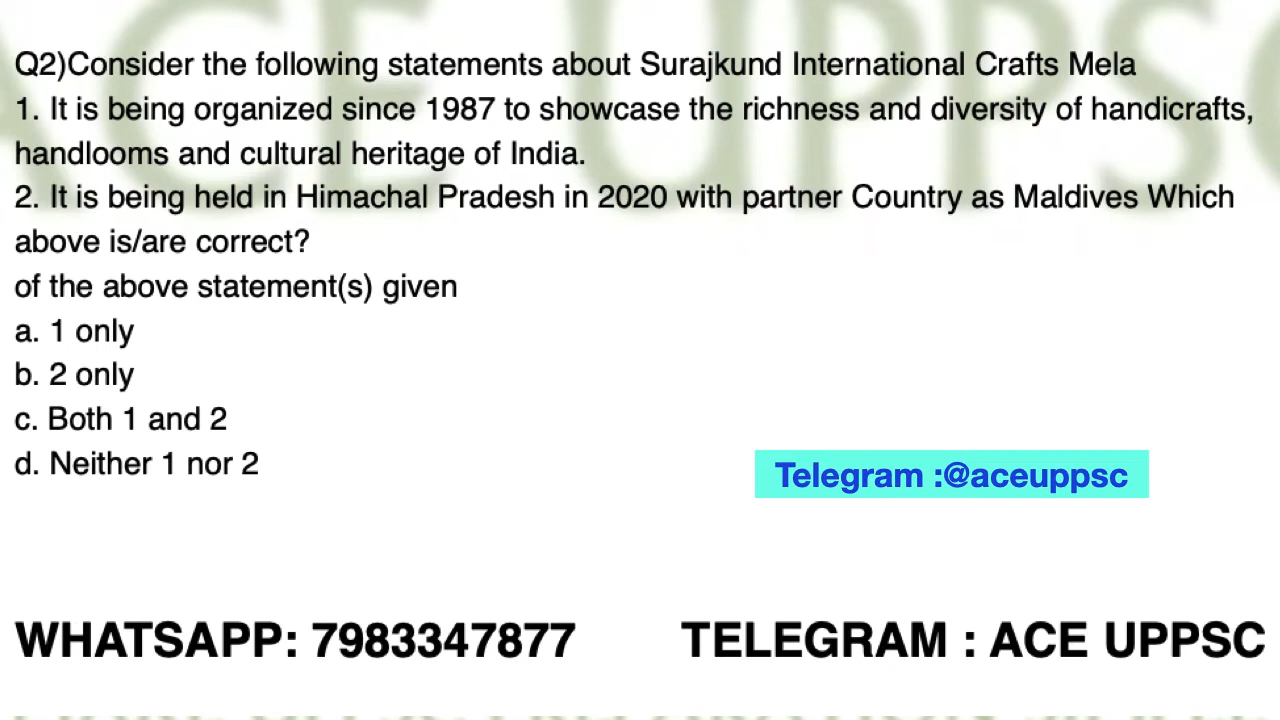 Q2)Consider the following statements about Surajkund International Crafts Mela
1. It is being organized since 1987 to showcase the richness and diversity of handicrafts,
handlooms and cultural heritage of India.
2. It is being held in Himachal Pradesh in 2020 with partner Country as Maldives Which
above is/are correct?
of the above statement(s) given
a. 1 only
b. 2 only
c. Both 1 and 2
d. Neither 1 nor 2
Telegram :@aceuppsc
WHATSAPP: 7983347877 TELEGRAM : ACE UPPSC
ACE UPPSC